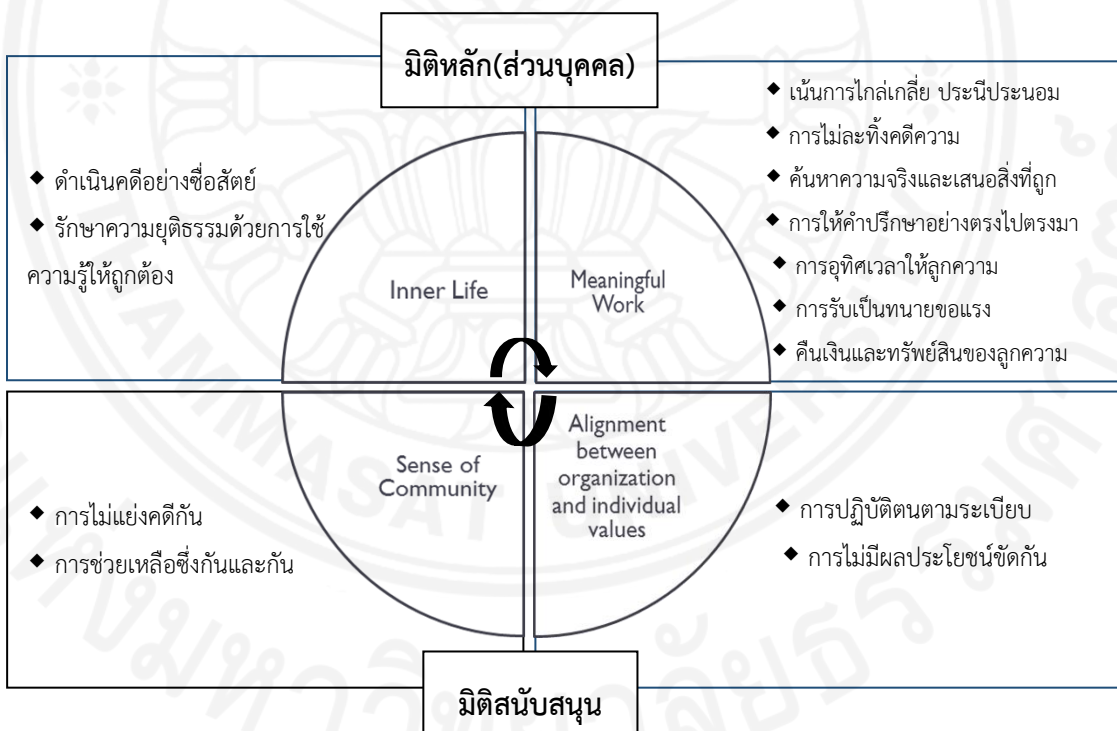 มิติหลัก(ส่วนบุคคล)
◆ ดำเนินคดีอย่างซื่อสัตย์
◆ รักษาความยุติธรรมด้วยการใช้
ความรู้ให้ถูกต้อง
Inner Life
Meaningful
Work
◆ เน้นการไกล่เกลี่ย ประนีประนอม
◆ การไม่ละทิ้งคดีความ
◆ ค้นหาความจริงและเสนอสิ่งที่ถูก
◆ การให้คำปรึกษาอย่างตรงไปตรงมา
◆ การอุทิศเวลาให้ลูกความ
◆ การรับเป็นทนายขอแรง
◆ คืนเงินและทรัพย์สินของลูกความ
◆ การไม่แย่งคดีกัน
◆ การช่วยเหลือซึ่งกันและกัน
Sense of
Community
Alignment
between
organization
and individual
values
◆ การปฏิบัติตนตามระเบียบ
◆ การไม่มีผลประโยชน์ขัดกัน
มิติสนับสนุน
THAMMASAT UNIVERSITY